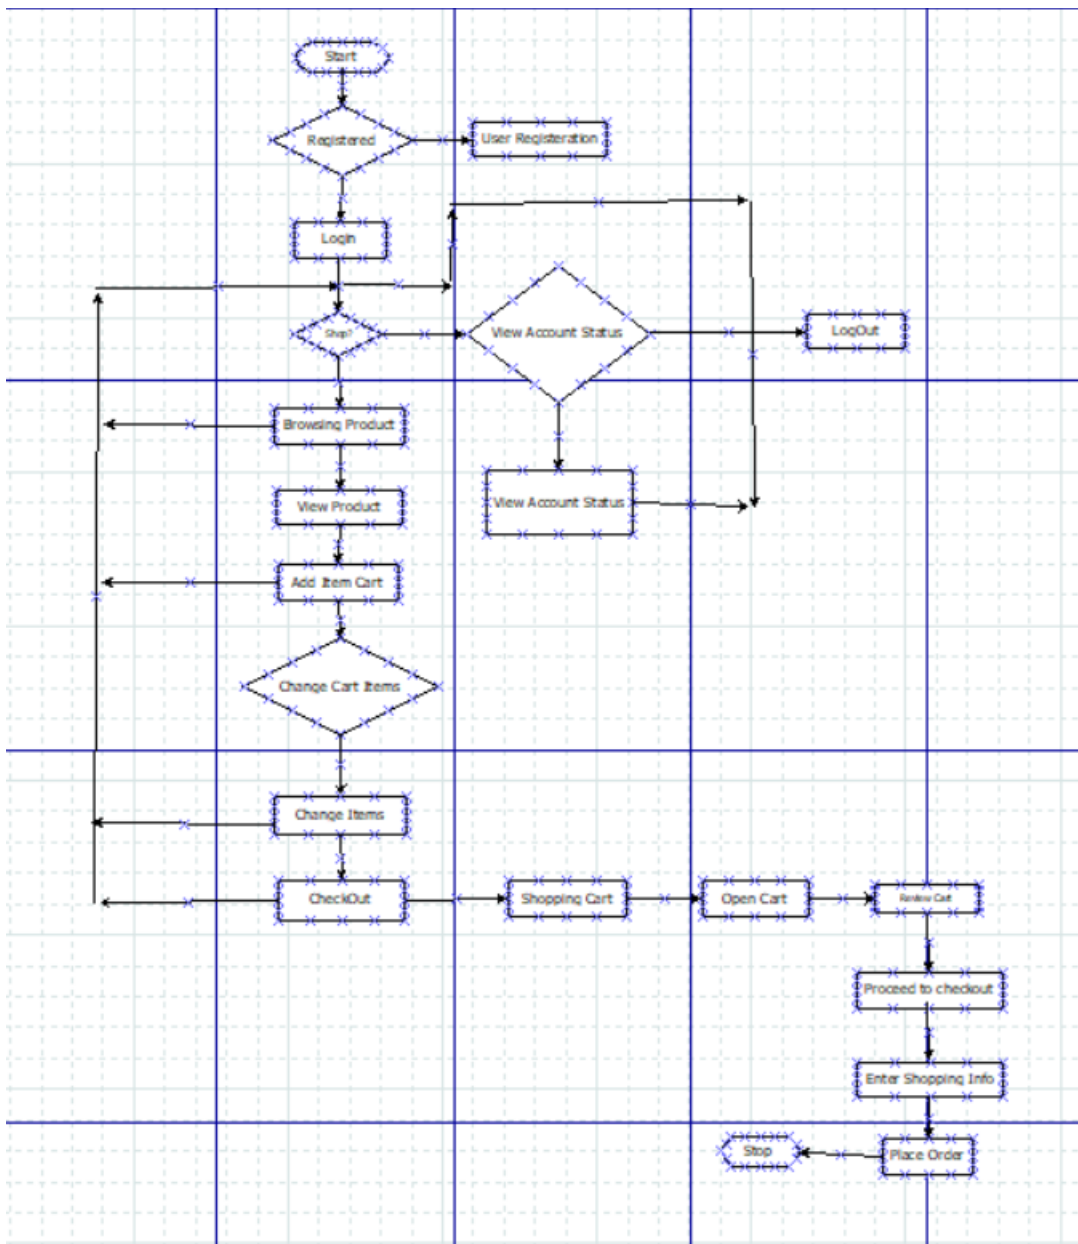 Start
Registered
User Registeration
Login
Shop?
View Account Status
LogOut
Browsing Product
View Account Status
View Product
Add Item Cart
Change Cart Items
Change Items
CheckOut
Shopping Cart
Open Cart
Review Cart
Proceed to checkout
Enter Shopping Info
Stop
Place Order